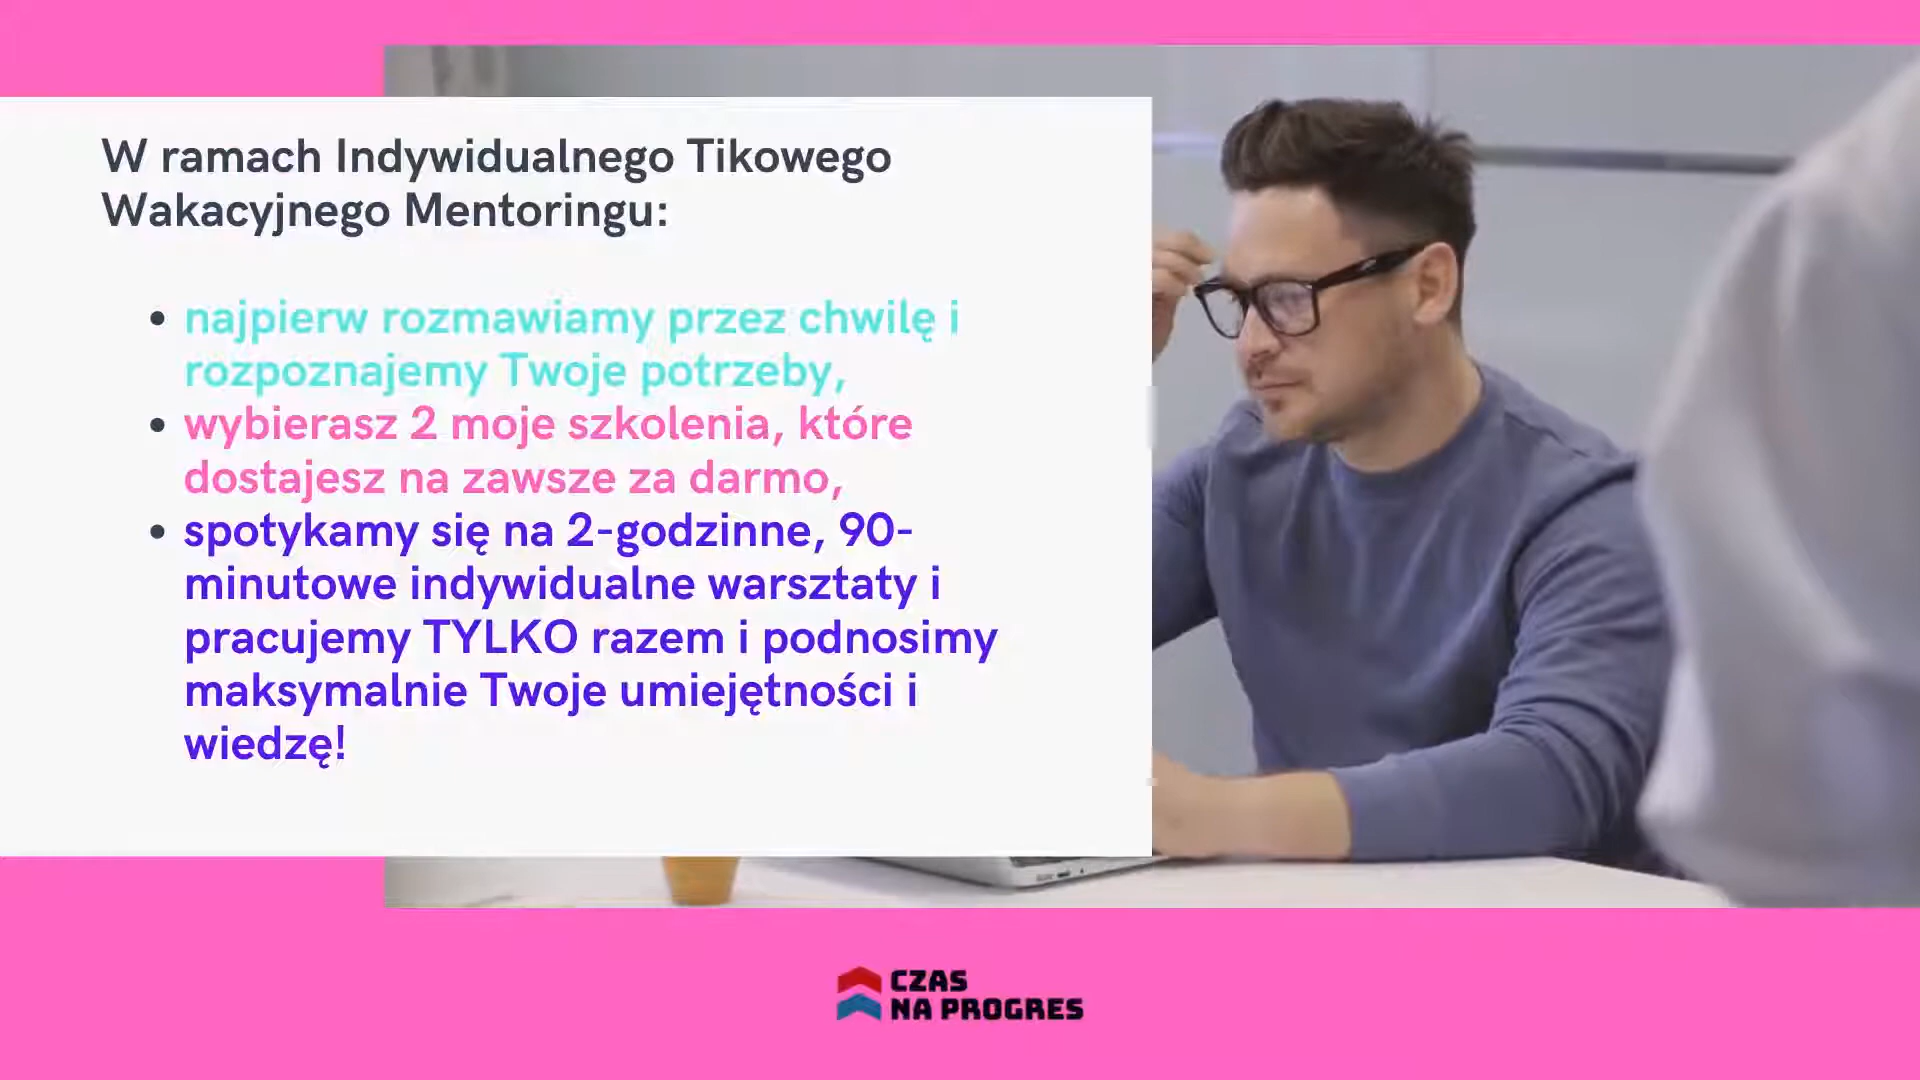 W ramach Indywidualnego Tikowego
Wakacyjnego Mentoringu:
• najpierw rozmawiamy przez chwilę i
rozpoznajemy Twoje potrzeby,
• wybierasz 2 moje szkolenia, które
dostajesz na zawsze za darmo,
• spotykamy się na 2-godzinne, 90-
minutowe indywidualne warsztaty i
pracujemy TYLKO razem i podnosimy
maksymalnie Twoje umiejętności i
wiedzę!
CZAS
NA PROGRES